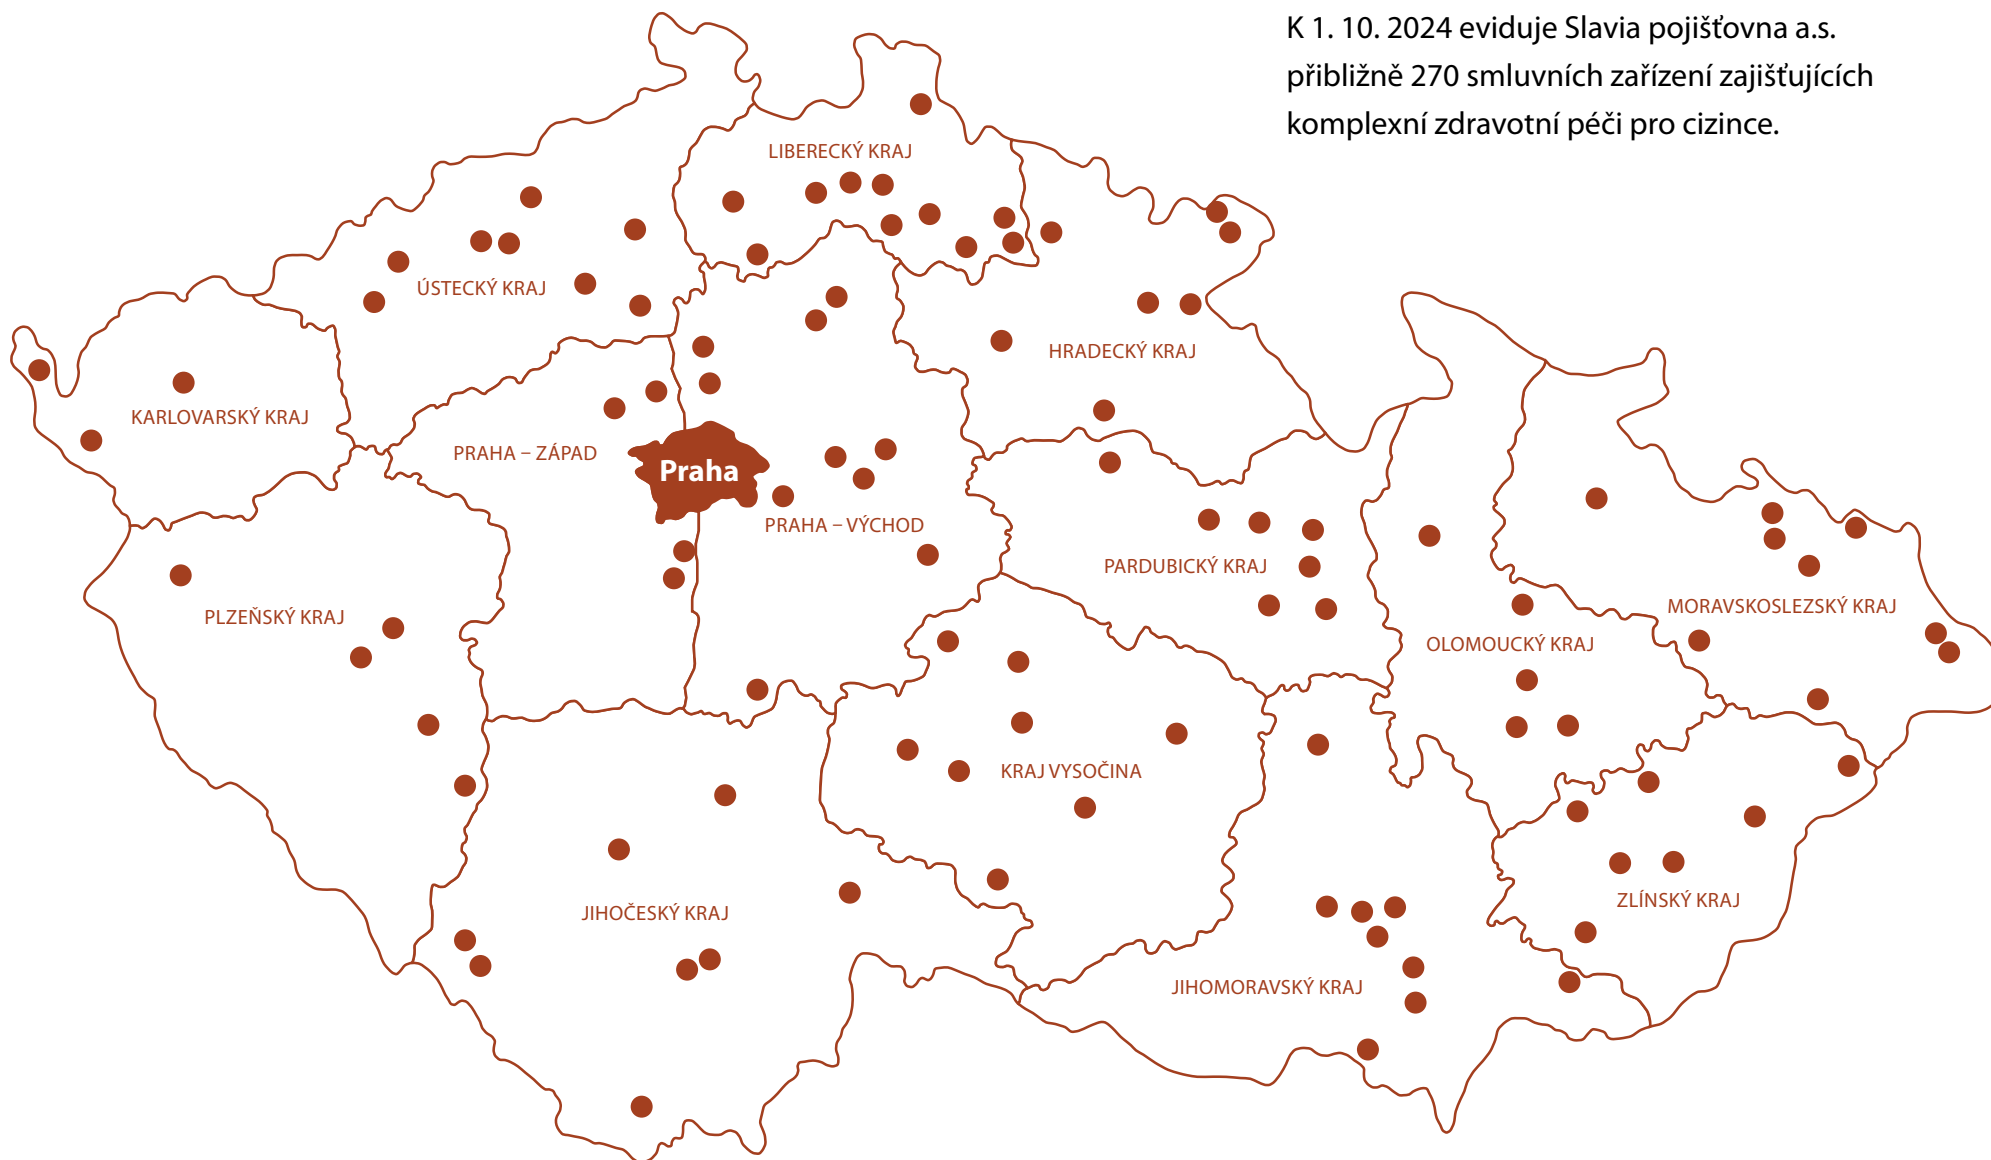 K 1. 10. 2024 eviduje Slavia pojišťovna a.s.
přibližně 270 smluvních zařízení zajišťujících
komplexní zdravotní péči pro cizince.
LIBERECKÝ KRAJ
ÚSTECKÝ KRAJ
HRADECKÝ KRAJ
KARLOVARSKÝ KRAJ
PRAHA – ZÁPAD
Praha
PRAHA – VÝCHOD
PARDUBICKÝ KRAJ
MORAVSKOSLEZSKÝ KRAJ
PLZEŇSKÝ KRAJ
OLOMOUCKÝ KRAJ
KRAJ VYSOČINA
ZLÍNSKÝ KRAJ
JIHOČESKÝ KRAJ
JIHOMORAVSKÝ KRAJ